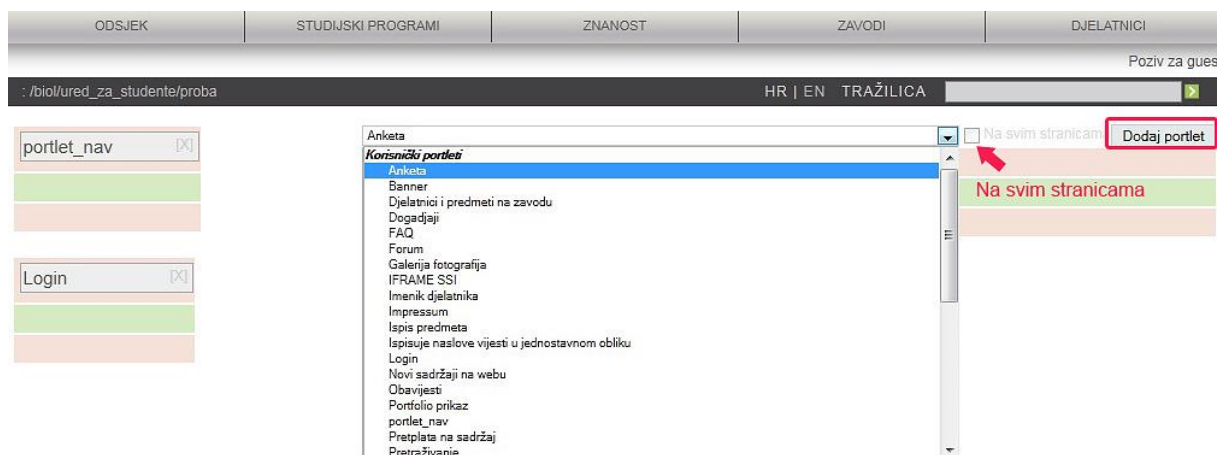 ODSJEK STUDIJSKI PROGRAMI ZNANOST ZAVODI DJELATNICI
Poziv za gues
: /biol/ured_za_studente/proba HR | EN TRAŽILICA
portlet_nav [X]
Anketa Na svim stranicama Dodaj portlet
Korisnički portleti
Anketa
Banner
Na svim stranicama
Djelatnici i predmeti na zavodu
Dogadjaji
FAQ
Forum
Galerija fotografija
Login [X]
IFRAME SSI
Imenik djelatnika
Impressum
Ispis predmeta
Ispisuje naslove vijesti u jednostavnom obliku
Login
Novi sadržaji na webu
Obavijesti
Portfolio prikaz
portlet_nav
Pretplata na sadržaj
Pretraživanje